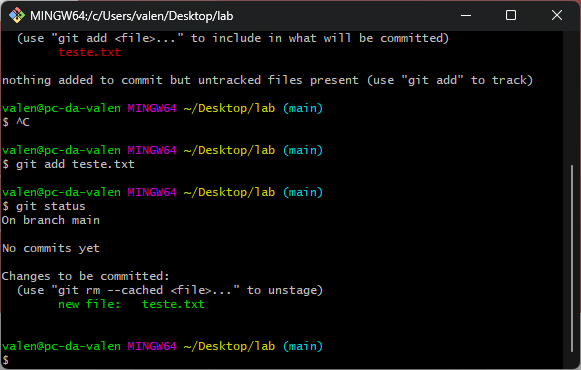 MINGW64:/c/Users/valen/Desktop/lab
(use "git add <file>..." to include in what will be committed)
teste.txt
nothing added to commit but untracked files present (use "git add" to track)
valen@pc-da-valen MINGW64 ~/Desktop/lab (main)
$ ^C
valen@pc-da-valen MINGW64 ~/Desktop/lab (main)
$ git add teste.txt
valen@pc-da-valen MINGW64 ~/Desktop/lab (main)
$ git status
On branch main
No commits yet
Changes to be committed:
(use "git rm --cached <file>..." to unstage)
new file:   teste.txt
valen@pc-da-valen MINGW64 ~/Desktop/lab (main)
$